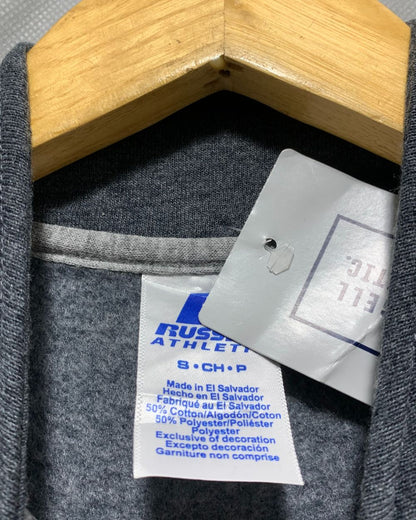 ATHLETI
S • CH • P
Made in El Salvador
Hecho en El Salvador
Fabriqué au El Salvador
50% Cotton/Algodón/Coton
50% Polyester/Poliéster
Polyester
Exclusive of decoration
Excepto decoración
Garniture non comprise